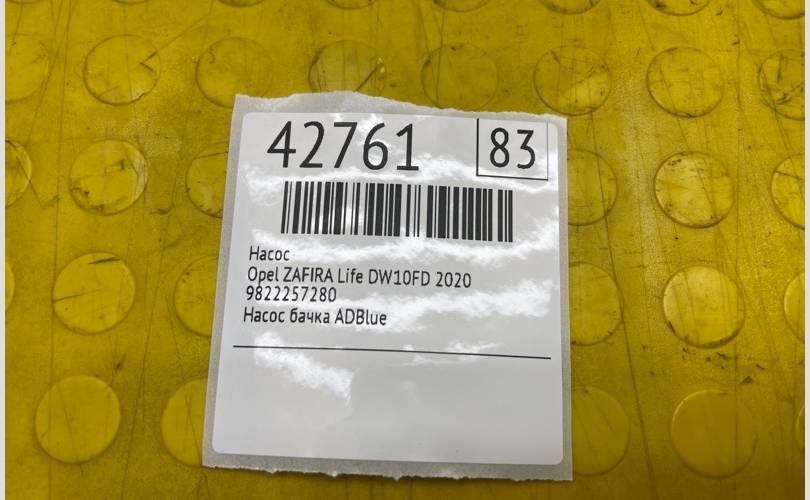 42761 83
Насос
Opel ZAFIRA Life DW10FD 2020
9822257280
Насос бачка ADBlue